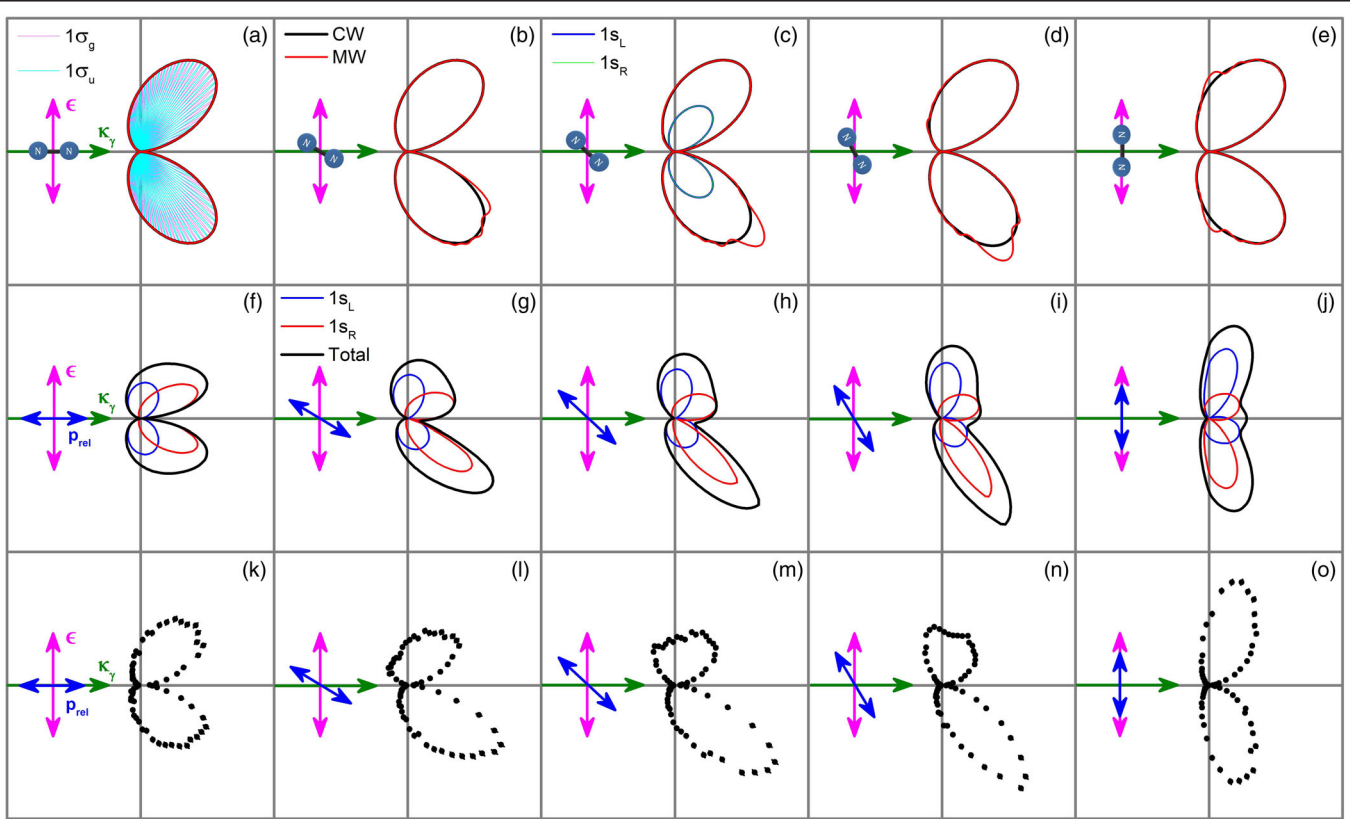 1σg
1σu
(a)
ϵ
κγ
N N
CW
MW
(b)
N
N
1sL
1sR
(c)
N
N
(d)
N
N
(e)
N
N
(f)
ϵ
κγ
prel
1sL
1sR
Total
(g)
(h)
(i)
(j)
(k)
ϵ
κγ
prel
(l)
(m)
(n)
(o)